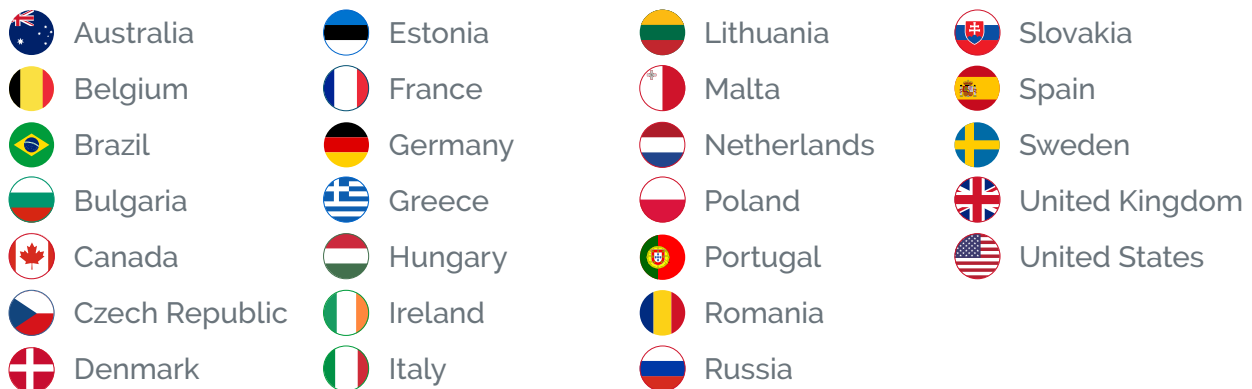 Australia
Belgium
Brazil
Bulgaria
Canada
Czech Republic
Denmark
Estonia
France
Germany
Greece
Hungary
Ireland
Italy
Lithuania
Malta
Netherlands
Poland
Portugal
Romania
Russia
Slovakia
Spain
Sweden
United Kingdom
United States